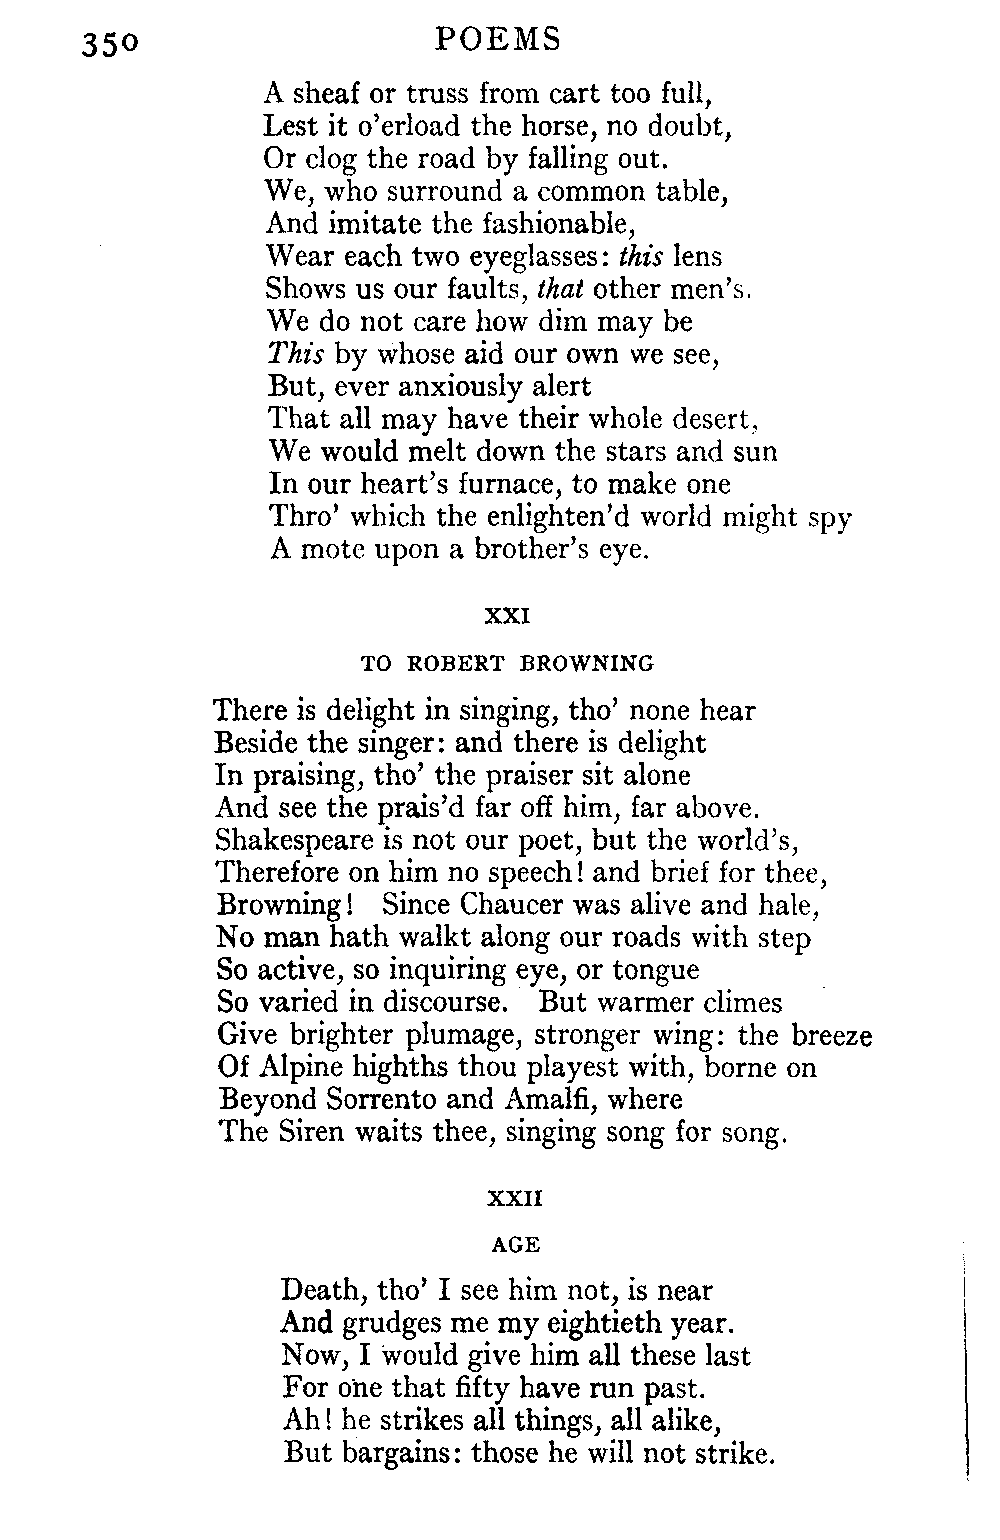 350 POEMS
A sheaf or truss from cart too full,
Lest it o'erload the horse, no doubt,
Or clog the road by falling out.
We, who surround a common table,
And imitate the fashionable,
Wear each two eyeglasses: this lens
Shows us our faults, that other men's.
We do not care how dim may be
This by whose aid our own we see,
But, ever anxiously alert
That all may have their whole desert,
We would melt down the stars and sun
In our heart's furnace, to make one
Thro' which the enlighten'd world might spy
A mote upon a brother's eye.
XXI
TO ROBERT BROWNING
There is delight in singing, tho' none hear
Beside the singer: and there is delight
In praising, tho' the praiser sit alone
And see the prais'd far off him, far above.
Shakespeare is not our poet, but the world's,
Therefore on him no speech! and brief for thee,
Browning! Since Chaucer was alive and hale,
No man hath walkt along our roads with step
So active, so inquiring eye, or tongue
So varied in discourse. But warmer climes
Give brighter plumage, stronger wing: the breeze
Of Alpine highths thou playest with, borne on
Beyond Sorrento and Amalfi, where
The Siren waits thee, singing song for song.
XXII
AGE
Death, tho' I see him not, is near
And grudges me my eightieth year.
Now, I would give him all these last
For one that fifty have run past.
Ah! he strikes all things, all alike,
But bargains: those he will not strike.